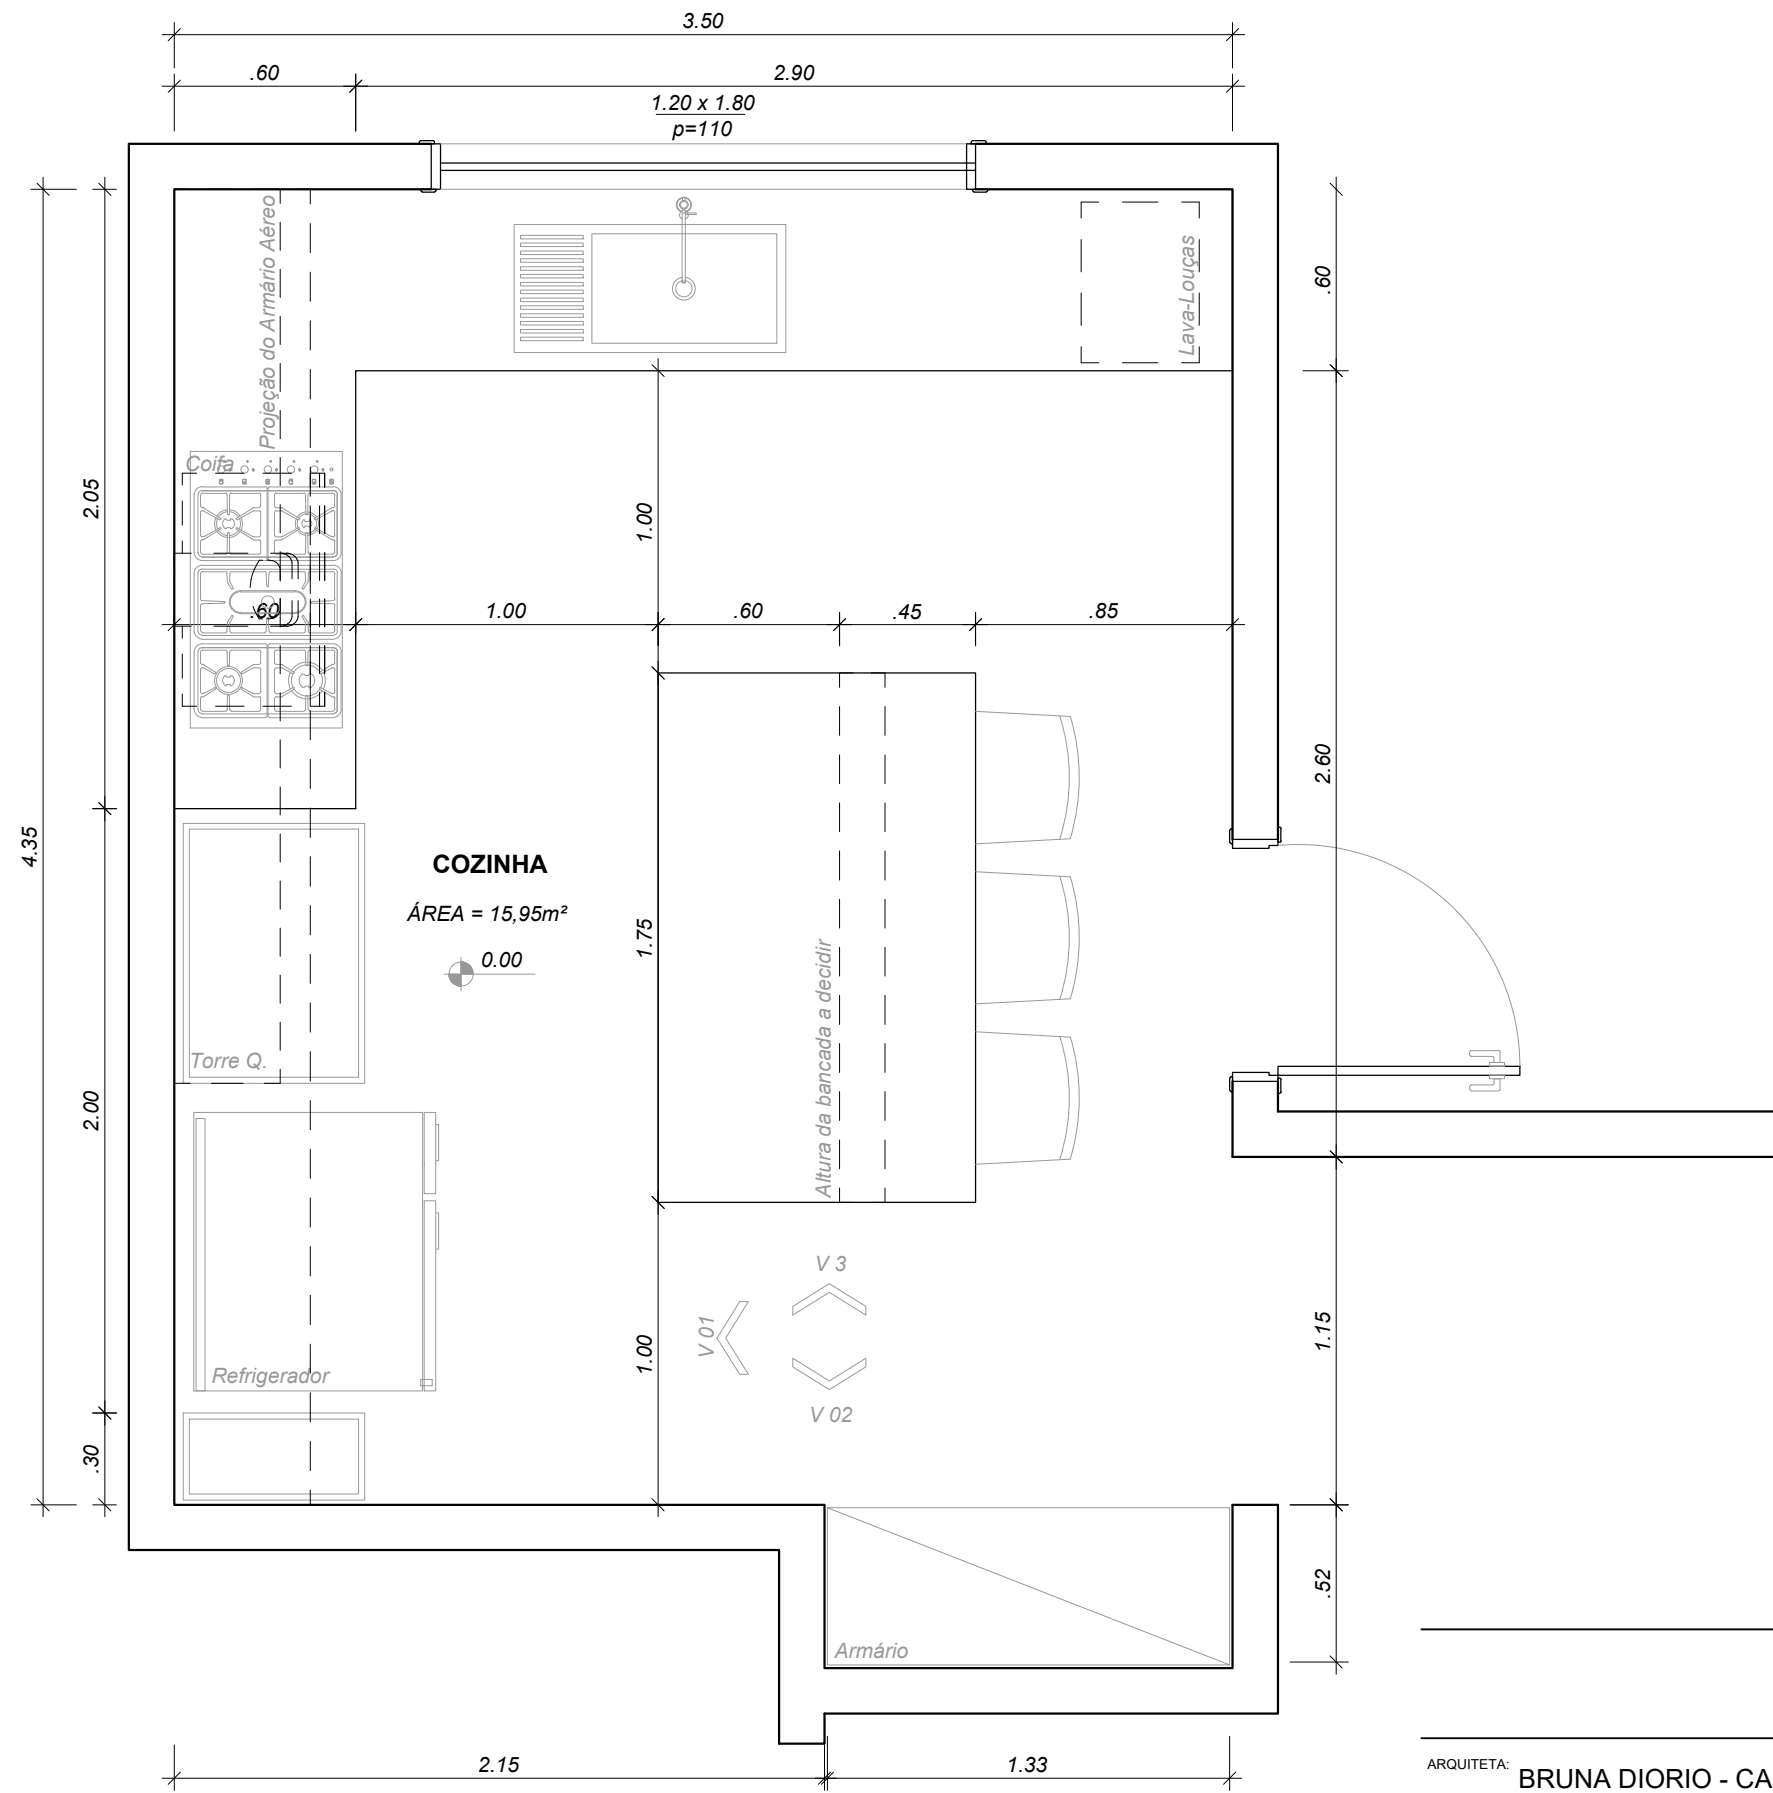 3.50
.60
2.90
1.20 x 1.80
p=110
Projeção do Armário Aéreo
Lava-Louças
.60
Coifa
2.05
1.00
.60
1.00
.60
.45
.85
2.60
4.35
COZINHA
ÁREA = 15,95m²
0.00
1.75
Altura da bancada a decidir
Torre Q.
2.00
V 3
V 01
1.00
1.15
Refrigerador
V 02
.30
.52
Armário
2.15
1.33
ARQUITETA: BRUNA DIORIO - CA